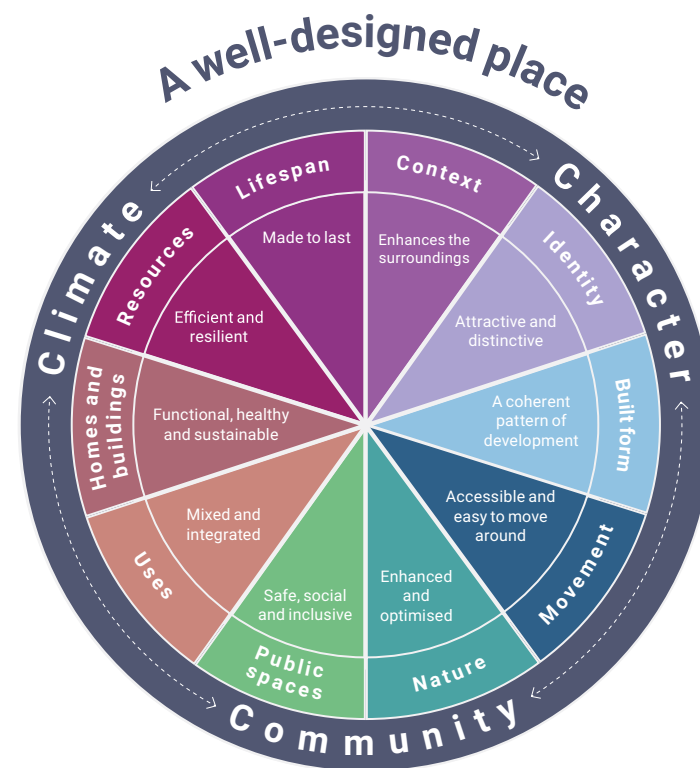 A well-designed place
Climate
Character
Community
Context
Enhances the
surroundings
Identity
Attractive and
distinctive
Built form
A coherent
pattern of
development
Movement
Accessible and
easy to move
around
Nature
Enhanced
and
optimised
Public
spaces
Safe, social
and inclusive
Uses
Mixed and
integrated
Homes and
buildings
Functional, healthy
and sustainable
Resources
Efficient and
resilient
Lifespan
Made to last